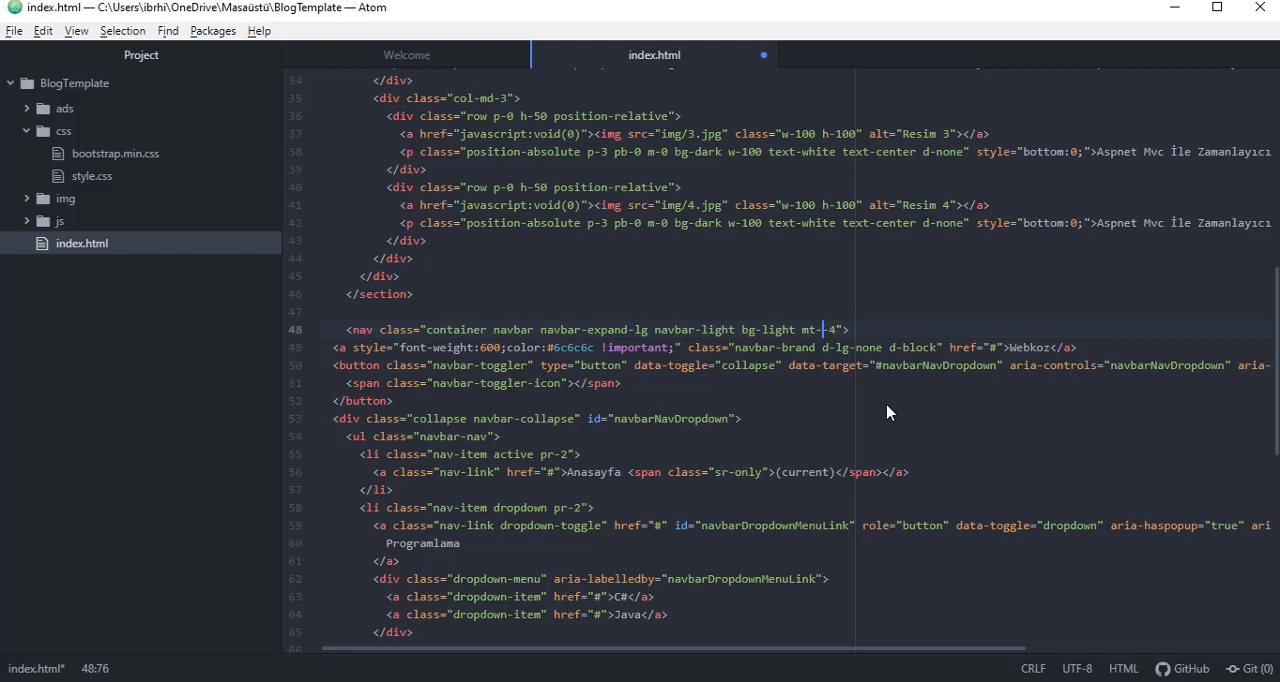 index.html — C:\Users\ibrhi\OneDrive\Masaüstü\BlogTemplate — Atom
File Edit View Selection Find Packages Help
Project
Welcome
index.html
BlogTemplate
ads
css
bootstrap.min.css
style.css
img
js
index.html
34 </div>
35 <div class="col-md-3">
36 <div class="row p-0 h-50 position-relative">
37 <a href="javascript:void(0)"><img src="img/3.jpg" class="w-100 h-100" alt="Resim 3"></a>
38 <p class="position-absolute p-3 pb-0 m-0 bg-dark w-100 text-white text-center d-none" style="bottom:0;">Aspnet Mvc İle Zamanlayıcı
39 </div>
40 <div class="row p-0 h-50 position-relative">
41 <a href="javascript:void(0)"><img src="img/4.jpg" class="w-100 h-100" alt="Resim 4"></a>
42 <p class="position-absolute p-3 pb-0 m-0 bg-dark w-100 text-white text-center d-none" style="bottom:0;">Aspnet Mvc İle Zamanlayıcı
43 </div>
44 </div>
45 </div>
46 </section>
47
48 <nav class="container navbar navbar-expand-lg navbar-light bg-light mt--4">
49 <a style="font-weight:600;color:#6c6c6c !important;" class="navbar-brand d-lg-none d-block" href="#">Webkoz</a>
50 <button class="navbar-toggler" type="button" data-toggle="collapse" data-target="#navbarNavDropdown" aria-controls="navbarNavDropdown" aria-
51 <span class="navbar-toggler-icon"></span>
52 </button>
53 <div class="collapse navbar-collapse" id="navbarNavDropdown">
54 <ul class="navbar-nav">
55 <li class="nav-item active pr-2">
56 <a class="nav-link" href="#">Anasayfa <span class="sr-only">(current)</span></a>
57 </li>
58 <li class="nav-item dropdown pr-2">
59 <a class="nav-link dropdown-toggle" href="#" id="navbarDropdownMenuLink" role="button" data-toggle="dropdown" aria-haspopup="true" ari
60 Programlama
61 </a>
62 <div class="dropdown-menu" aria-labelledby="navbarDropdownMenuLink">
63 <a class="dropdown-item" href="#">C#</a>
64 <a class="dropdown-item" href="#">Java</a>
65 </div>
66
index.html* 48:76 CRLF UTF-8 HTML GitHub Git (0)